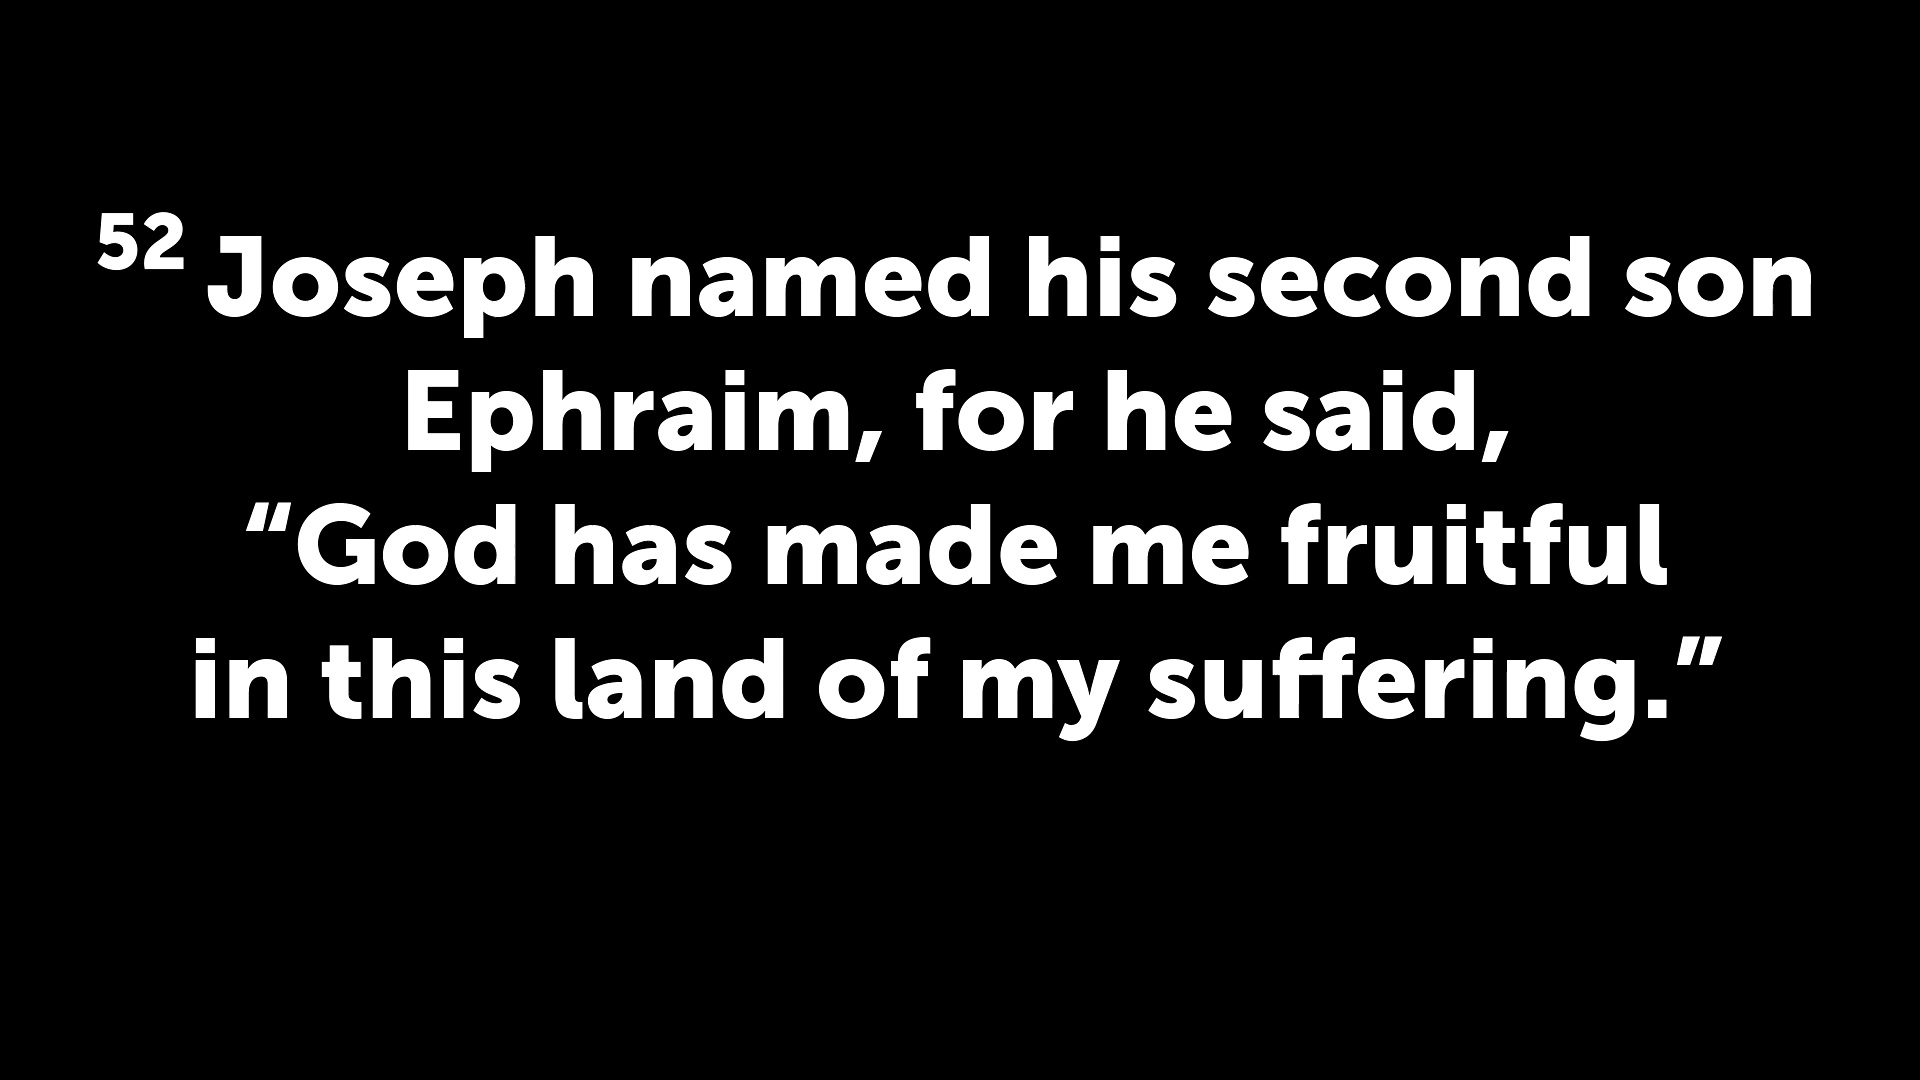 52 Joseph named his second son
Ephraim, for he said,
“God has made me fruitful
in this land of my suffering.”